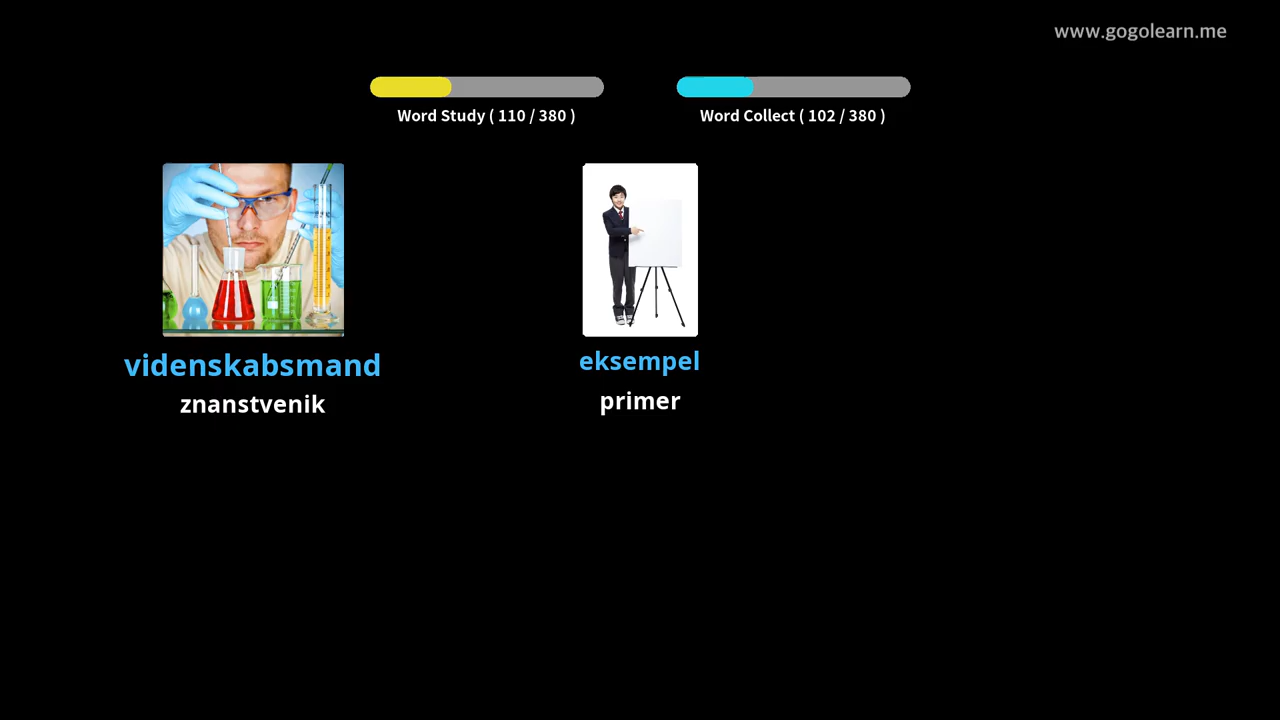 www.gogolearn.me
Word Study ( 110 / 380 )
Word Collect ( 102 / 380 )
videnskabsmand
znanstvenik
eksempel
primer